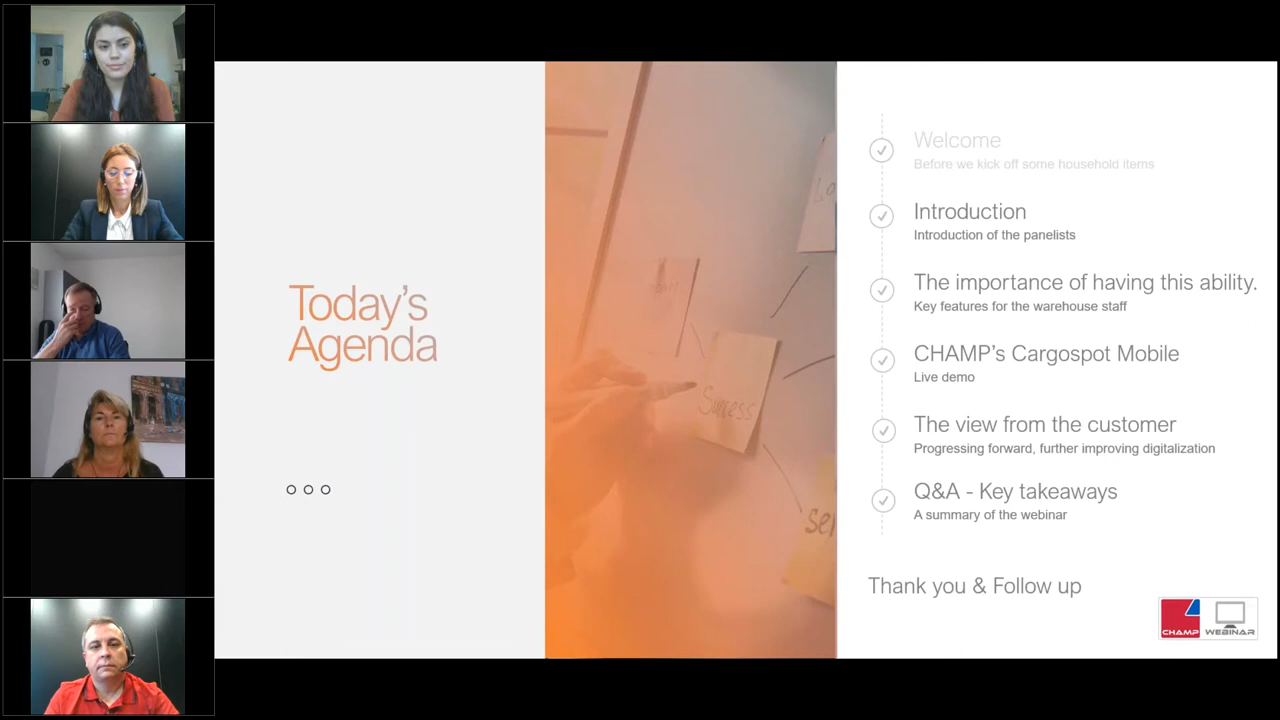 Today's
Agenda
Success
Welcome
Before we kick off some household items
Introduction
Introduction of the panelists
The importance of having this ability.
Key features for the warehouse staff
CHAMP's Cargospot Mobile
Live demo
The view from the customer
Progressing forward, further improving digitalization
Q&A - Key takeaways
A summary of the webinar
Thank you & Follow up
CHAMP WEBINAR